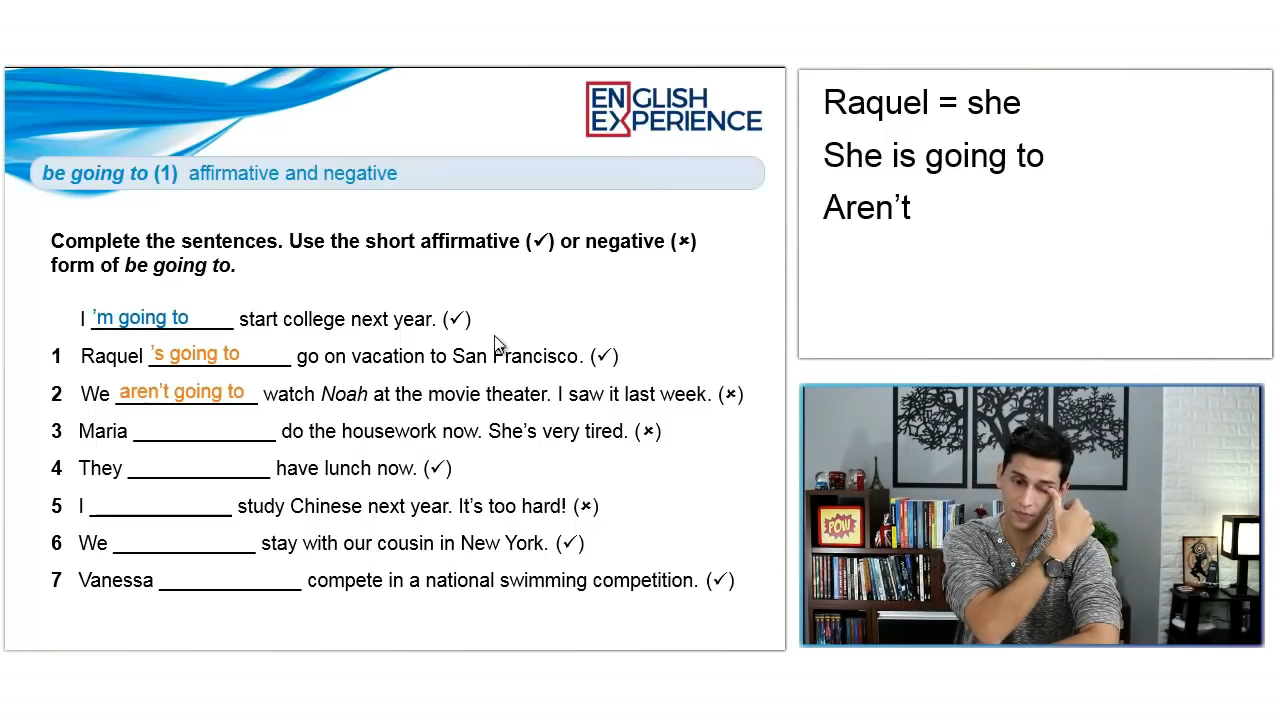 ENGLISH
EXPERIENCE
be going to (1) affirmative and negative
Complete the sentences. Use the short affirmative (✓) or negative (×)
form of be going to.
I ’m going to start college next year. (✓)
1 Raquel ’s going to go on vacation to San Francisco. (✓)
2 We aren’t going to watch Noah at the movie theater. I saw it last week. (×)
3 Maria ____________ do the housework now. She’s very tired. (×)
4 They ____________ have lunch now. (✓)
5 I ____________ study Chinese next year. It’s too hard! (×)
6 We ____________ stay with our cousin in New York. (✓)
7 Vanessa ____________ compete in a national swimming competition. (✓)
Raquel = she
She is going to
Aren’t
POW